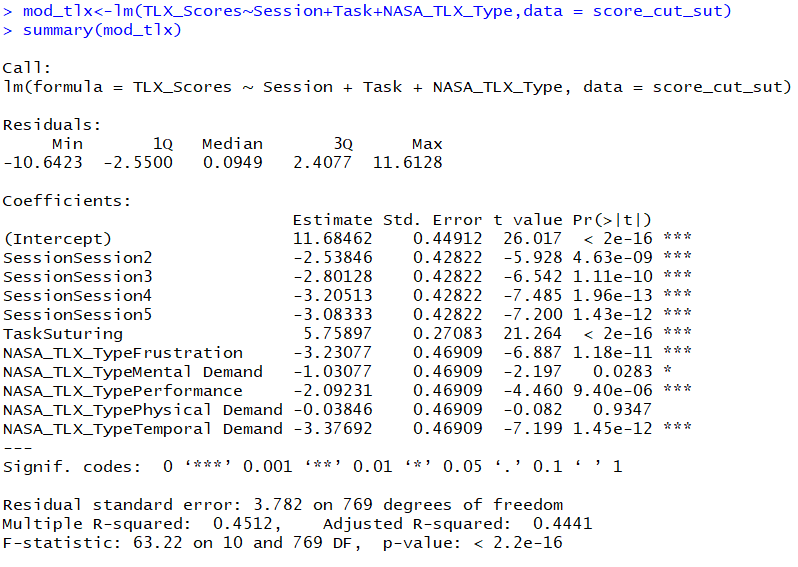 > mod_tlx<-lm(TLX_Scores~Session+Task+NASA_TLX_Type,data = score_cut_sut)
> summary(mod_tlx)
Call:
lm(formula = TLX_Scores ~ Session + Task + NASA_TLX_Type, data = score_cut_sut)
Residuals:
     Min       1Q   Median       3Q      Max
-10.6423  -2.5500   0.0949   2.4077  11.6128
Coefficients:
                             Estimate Std. Error t value Pr(>|t|)
(Intercept)                  11.68462    0.44912  26.017  < 2e-16 ***
SessionSession2              -2.53846    0.42822  -5.928 4.63e-09 ***
SessionSession3              -2.80128    0.42822  -6.542 1.11e-10 ***
SessionSession4              -3.20513    0.42822  -7.485 1.96e-13 ***
SessionSession5              -3.08333    0.42822  -7.200 1.43e-12 ***
TaskSuturing                  5.75897    0.27083  21.264  < 2e-16 ***
NASA_TLX_TypeFrustration     -3.23077    0.46909  -6.887 1.18e-11 ***
NASA_TLX_TypeMental Demand   -1.03077    0.46909  -2.197   0.0283 *
NASA_TLX_TypePerformance     -2.09231    0.46909  -4.460 9.40e-06 ***
NASA_TLX_TypePhysical Demand -0.03846    0.46909  -0.082   0.9347
NASA_TLX_TypeTemporal Demand -3.37692    0.46909  -7.199 1.45e-12 ***
---
Signif. codes:  0 ‘***’ 0.001 ‘**’ 0.01 ‘*’ 0.05 ‘.’ 0.1 ‘ ’ 1
Residual standard error: 3.782 on 769 degrees of freedom
Multiple R-squared:  0.4512,    Adjusted R-squared:  0.4441
F-statistic: 63.22 on 10 and 769 DF,  p-value: < 2.2e-16